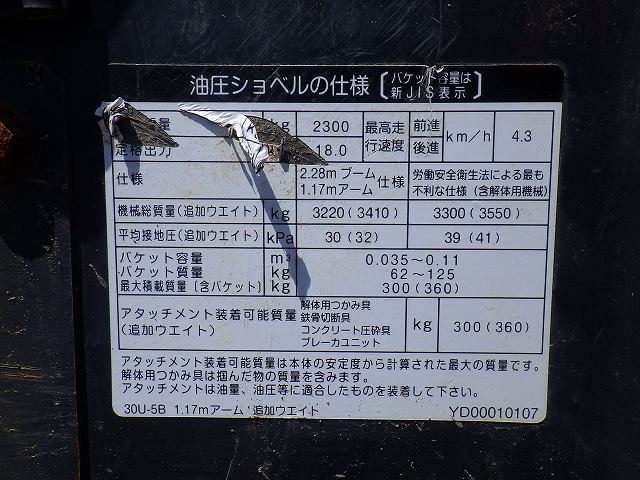 油圧ショベルの仕様 [バケット容量は
新JIS表示]
量 kg 2300 最高走行速度 前進 後進 km/h 4.3
定格出力 18.0
仕様 2.28mブーム 1.17mアーム 仕様 労働安全衛生法による最も不利な仕様(含解体用機械)
機械総質量(追加ウエイト) kg 3220(3410) 3300(3550)
平均接地圧(追加ウエイト) kPa 30(32) 39(41)
バケット容量 m³ 0.035~0.11
バケット質量 kg 62~125
最大積載質量(含バケット) kg 300(360)
アタッチメント装着可能質量
(追加ウエイト)
解体用つかみ具
鉄骨切断具
コンクリート圧砕具
ブレーカユニット
kg 300(360)
アタッチメント装着可能質量は本体の安定度から計算された最大の質量です。
解体用つかみ具は掴んだ物の質量を含みます。
アタッチメントは油量、油圧等に適合したものを装着して下さい。
30U-5B 1.17mアーム 追加ウエイト YD00010107